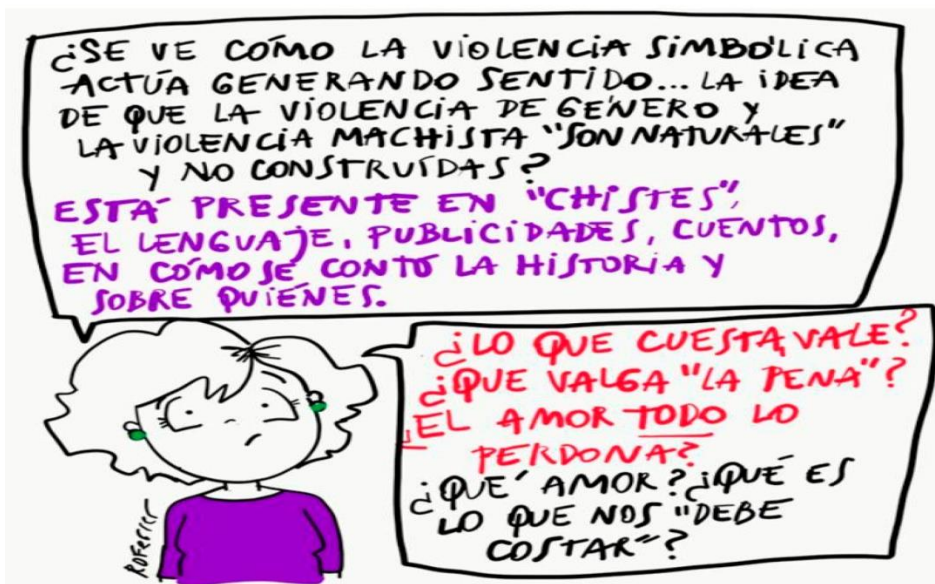 ¿SE VE CÓMO LA VIOLENCIA SIMBÓLICA
ACTÚA GENERANDO SENTIDO... LA IDEA
DE QUE LA VIOLENCIA DE GÉNERO Y
LA VIOLENCIA MACHISTA "SON NATURALES"
Y NO CONSTRUÍDAS?
ESTÁ PRESENTE EN "CHISTES",
EL LENGUAJE, PUBLICIDADES, CUENTOS,
EN CÓMO SE CONTÓ LA HISTORIA Y
SOBRE QUIÉNES.
¿LO QUE CUESTA, VALE?
¿QUE VALGA "LA PENA"?
¿EL AMOR TODO LO
PERDONA?
¿QUÉ AMOR? ¿QUÉ ES
LO QUE NOS "DEBE
COSTAR"?
ROFerrer